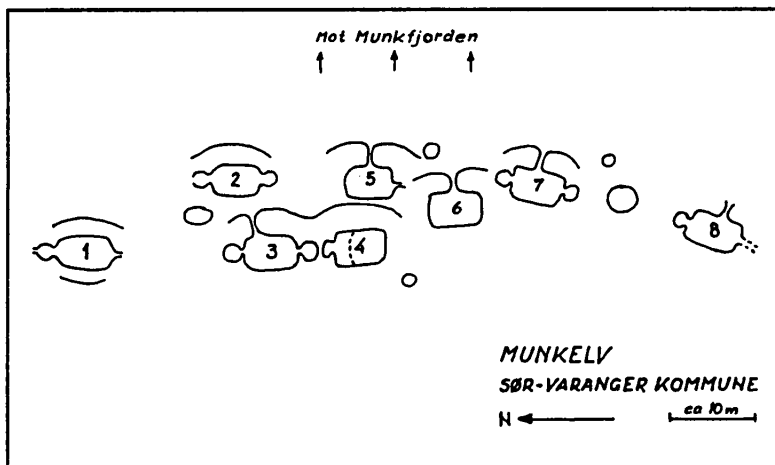 Mot Munkfjorden
2 5 7
6
1 3 4 8
MUNKELV
SØR-VARANGER KOMMUNE
N ca 10m